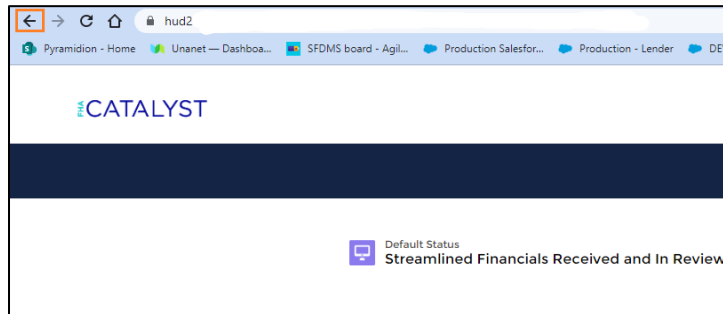 hud2
Pyramidion - Home Unanet — Dashboa... SFDMS board - Agil... Production Salesfor... Production - Lender DE
FHA CATALYST
Default Status
Streamlined Financials Received and In Review